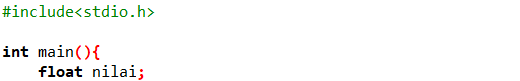 #include<stdio.h>
int main(){
float nilai;